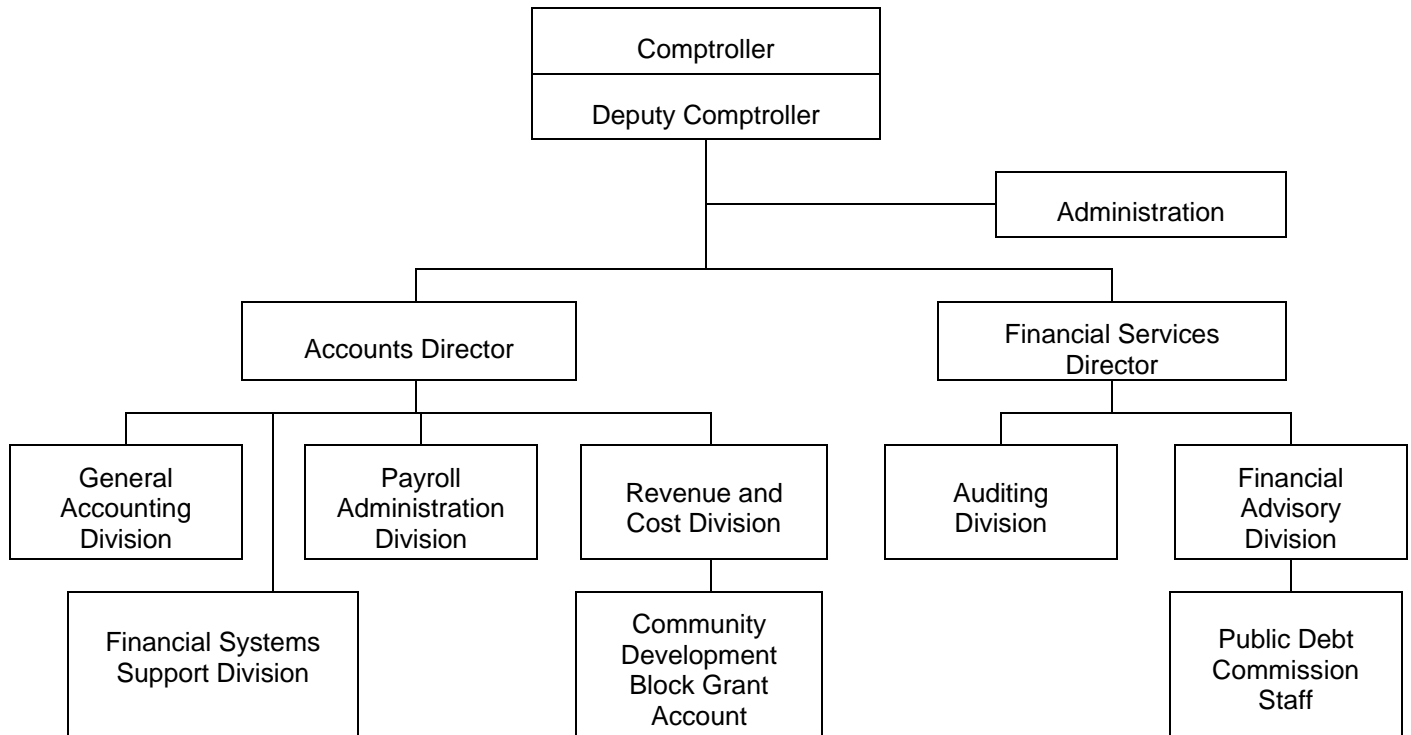 Comptroller
Deputy Comptroller
Administration
Accounts Director
Financial Services
Director
General
Accounting
Division
Payroll
Administration
Division
Revenue and
Cost Division
Auditing
Division
Financial
Advisory
Division
Financial Systems
Support Division
Community
Development
Block Grant
Account
Public Debt
Commission
Staff